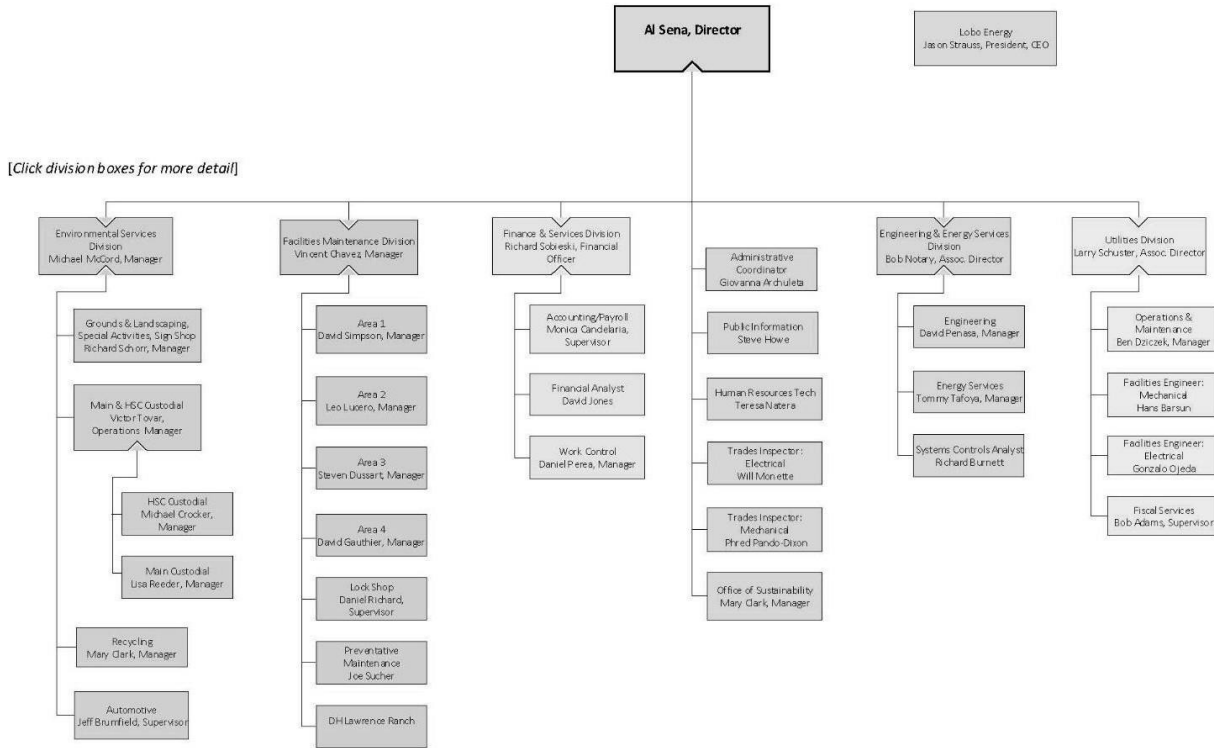 Al Sena, Director
Lobo Energy
Jason Strauss, President, CEO
[Click division boxes for more detail]
Environmental Services
Division
Michael McCord, Manager
Grounds & Landscaping,
Special Activities, Sign Shop
Richard Schorr, Manager
Main & HSC Custodial
Victor Tovar,
Operations Manager
HSC Custodial
Michael Crocker,
Manager
Main Custodial
Lisa Reeder, Manager
Recycling
Mary Clark, Manager
Automotive
Jeff Brumfield, Supervisor
Facilities Maintenance Division
Vincent Chavez, Manager
Area 1
David Simpson, Manager
Area 2
Leo Lucero, Manager
Area 3
Steven Dussart, Manager
Area 4
David Gauthier, Manager
Lock Shop
Daniel Richard,
Supervisor
Preventative
Maintenance
Joe Sucher
DH Lawrence Ranch
Finance & Services Division
Richard Sobieski, Financial
Officer
Accounting/Payroll
Monica Candelaria,
Supervisor
Financial Analyst
David Jones
Work Control
Daniel Perea, Manager
Administrative
Coordinator
Giovanna Archuleta
Public Information
Steve Howe
Human Resources Tech
Teresa Natera
Trades Inspector:
Electrical
Will Monette
Trades Inspector:
Mechanical
Phred Pando-Dixon
Office of Sustainability
Mary Clark, Manager
Engineering & Energy Services
Division
Bob Notary, Assoc. Director
Engineering
David Penasa, Manager
Energy Services
Tommy Tafoya, Manager
Systems Controls Analyst
Richard Burnett
Utilities Division
Larry Schuster, Assoc. Director
Operations &
Maintenance
Ben Dziczek, Manager
Facilities Engineer:
Mechanical
Hans Barsun
Facilities Engineer:
Electrical
Gonzalo Ojeda
Fiscal Services
Bob Adams, Supervisor